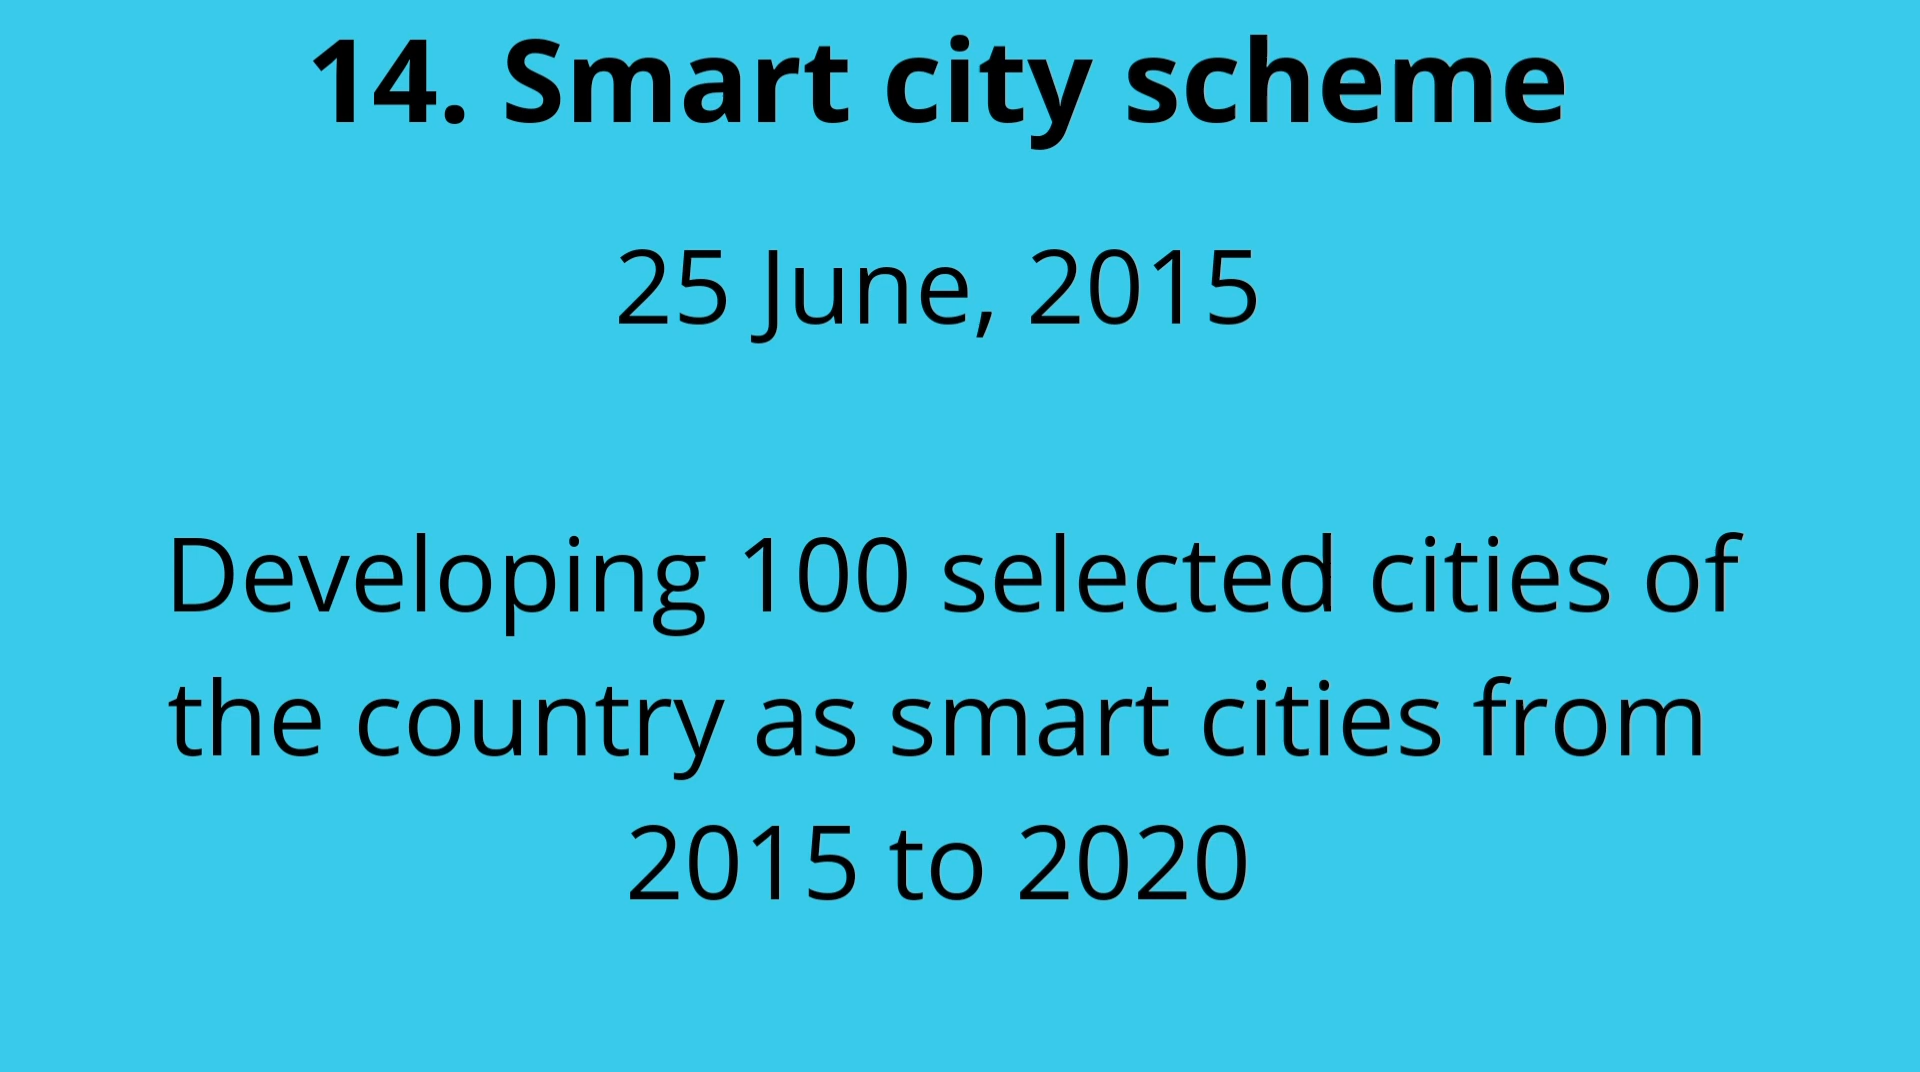 14. Smart city scheme
25 June, 2015
Developing 100 selected cities of
the country as smart cities from
2015 to 2020